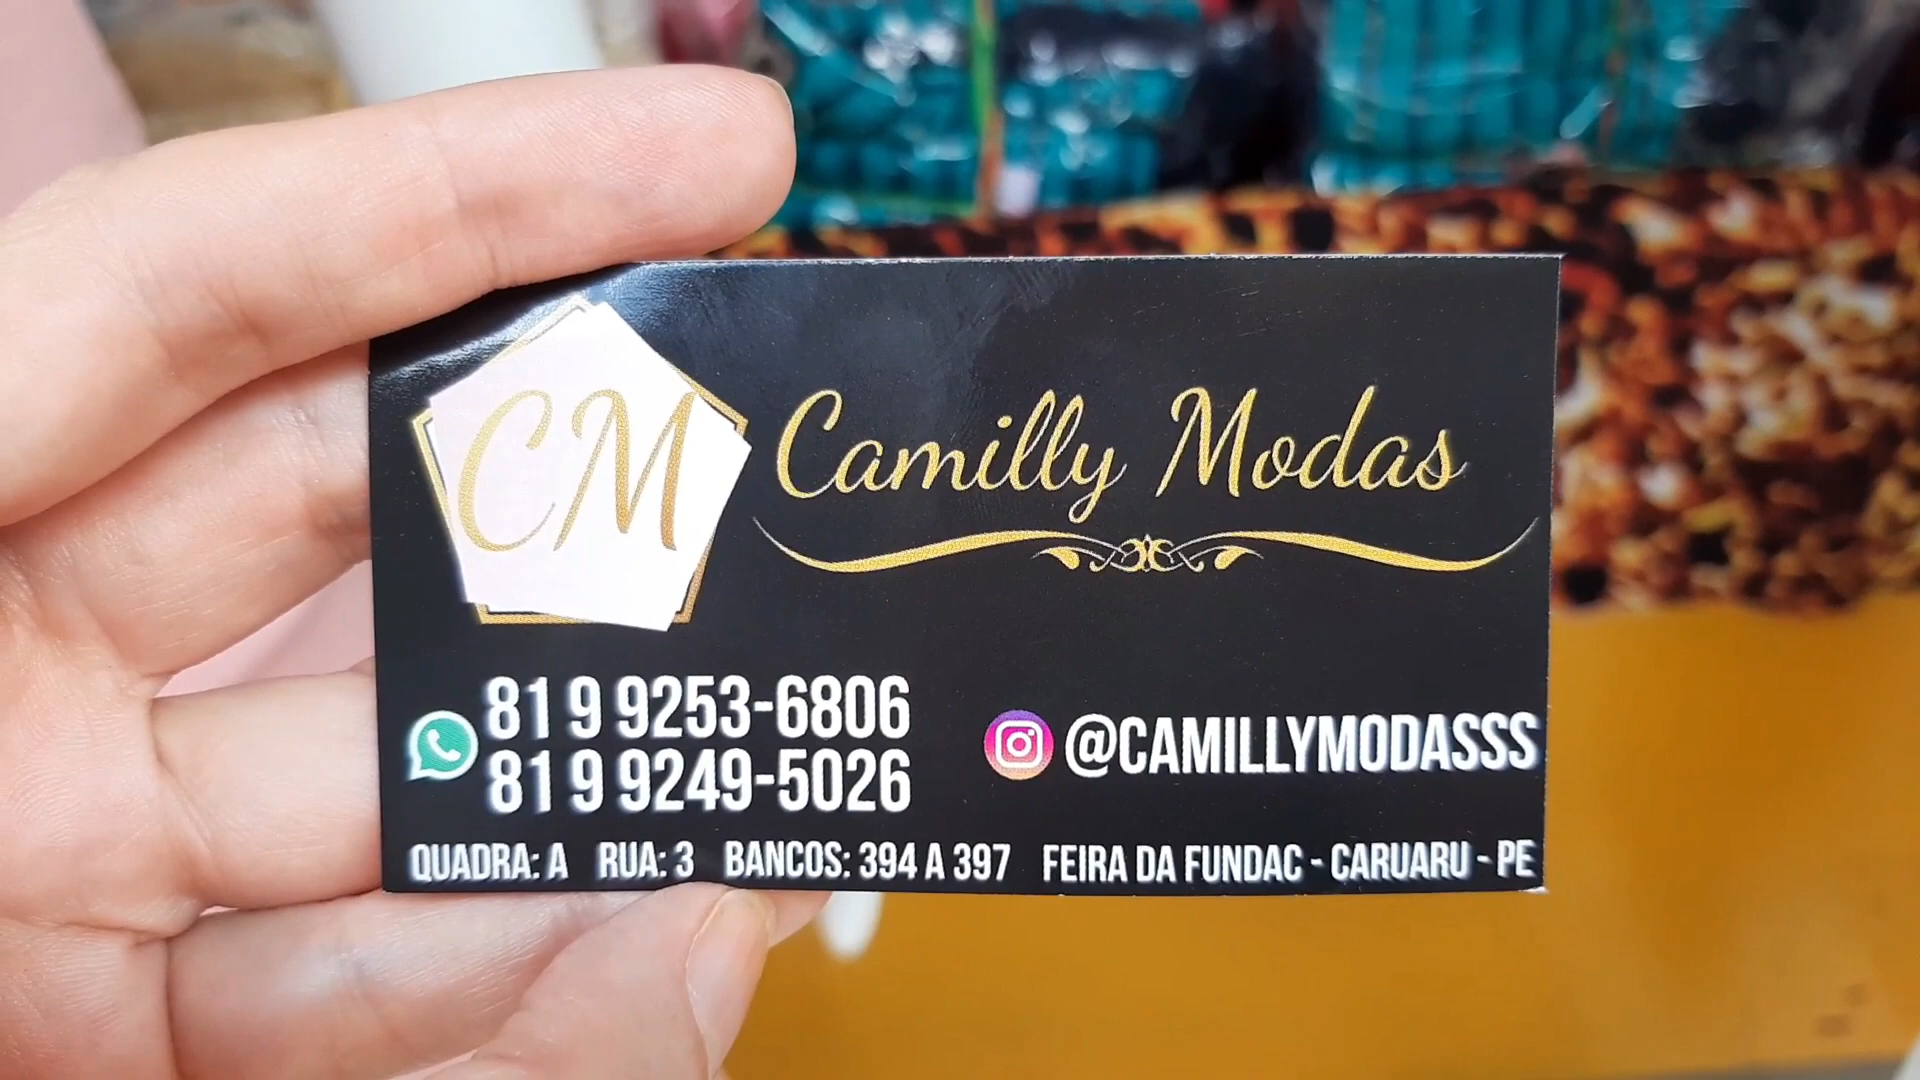 CM
Camilly Modas
81 9 9253-6806
81 9 9249-5026
@CAMILLYMODASSS
QUADRA: A RUA: 3 BANCOS: 394 A 397 FEIRA DA FUNDAC - CARUARU - PE